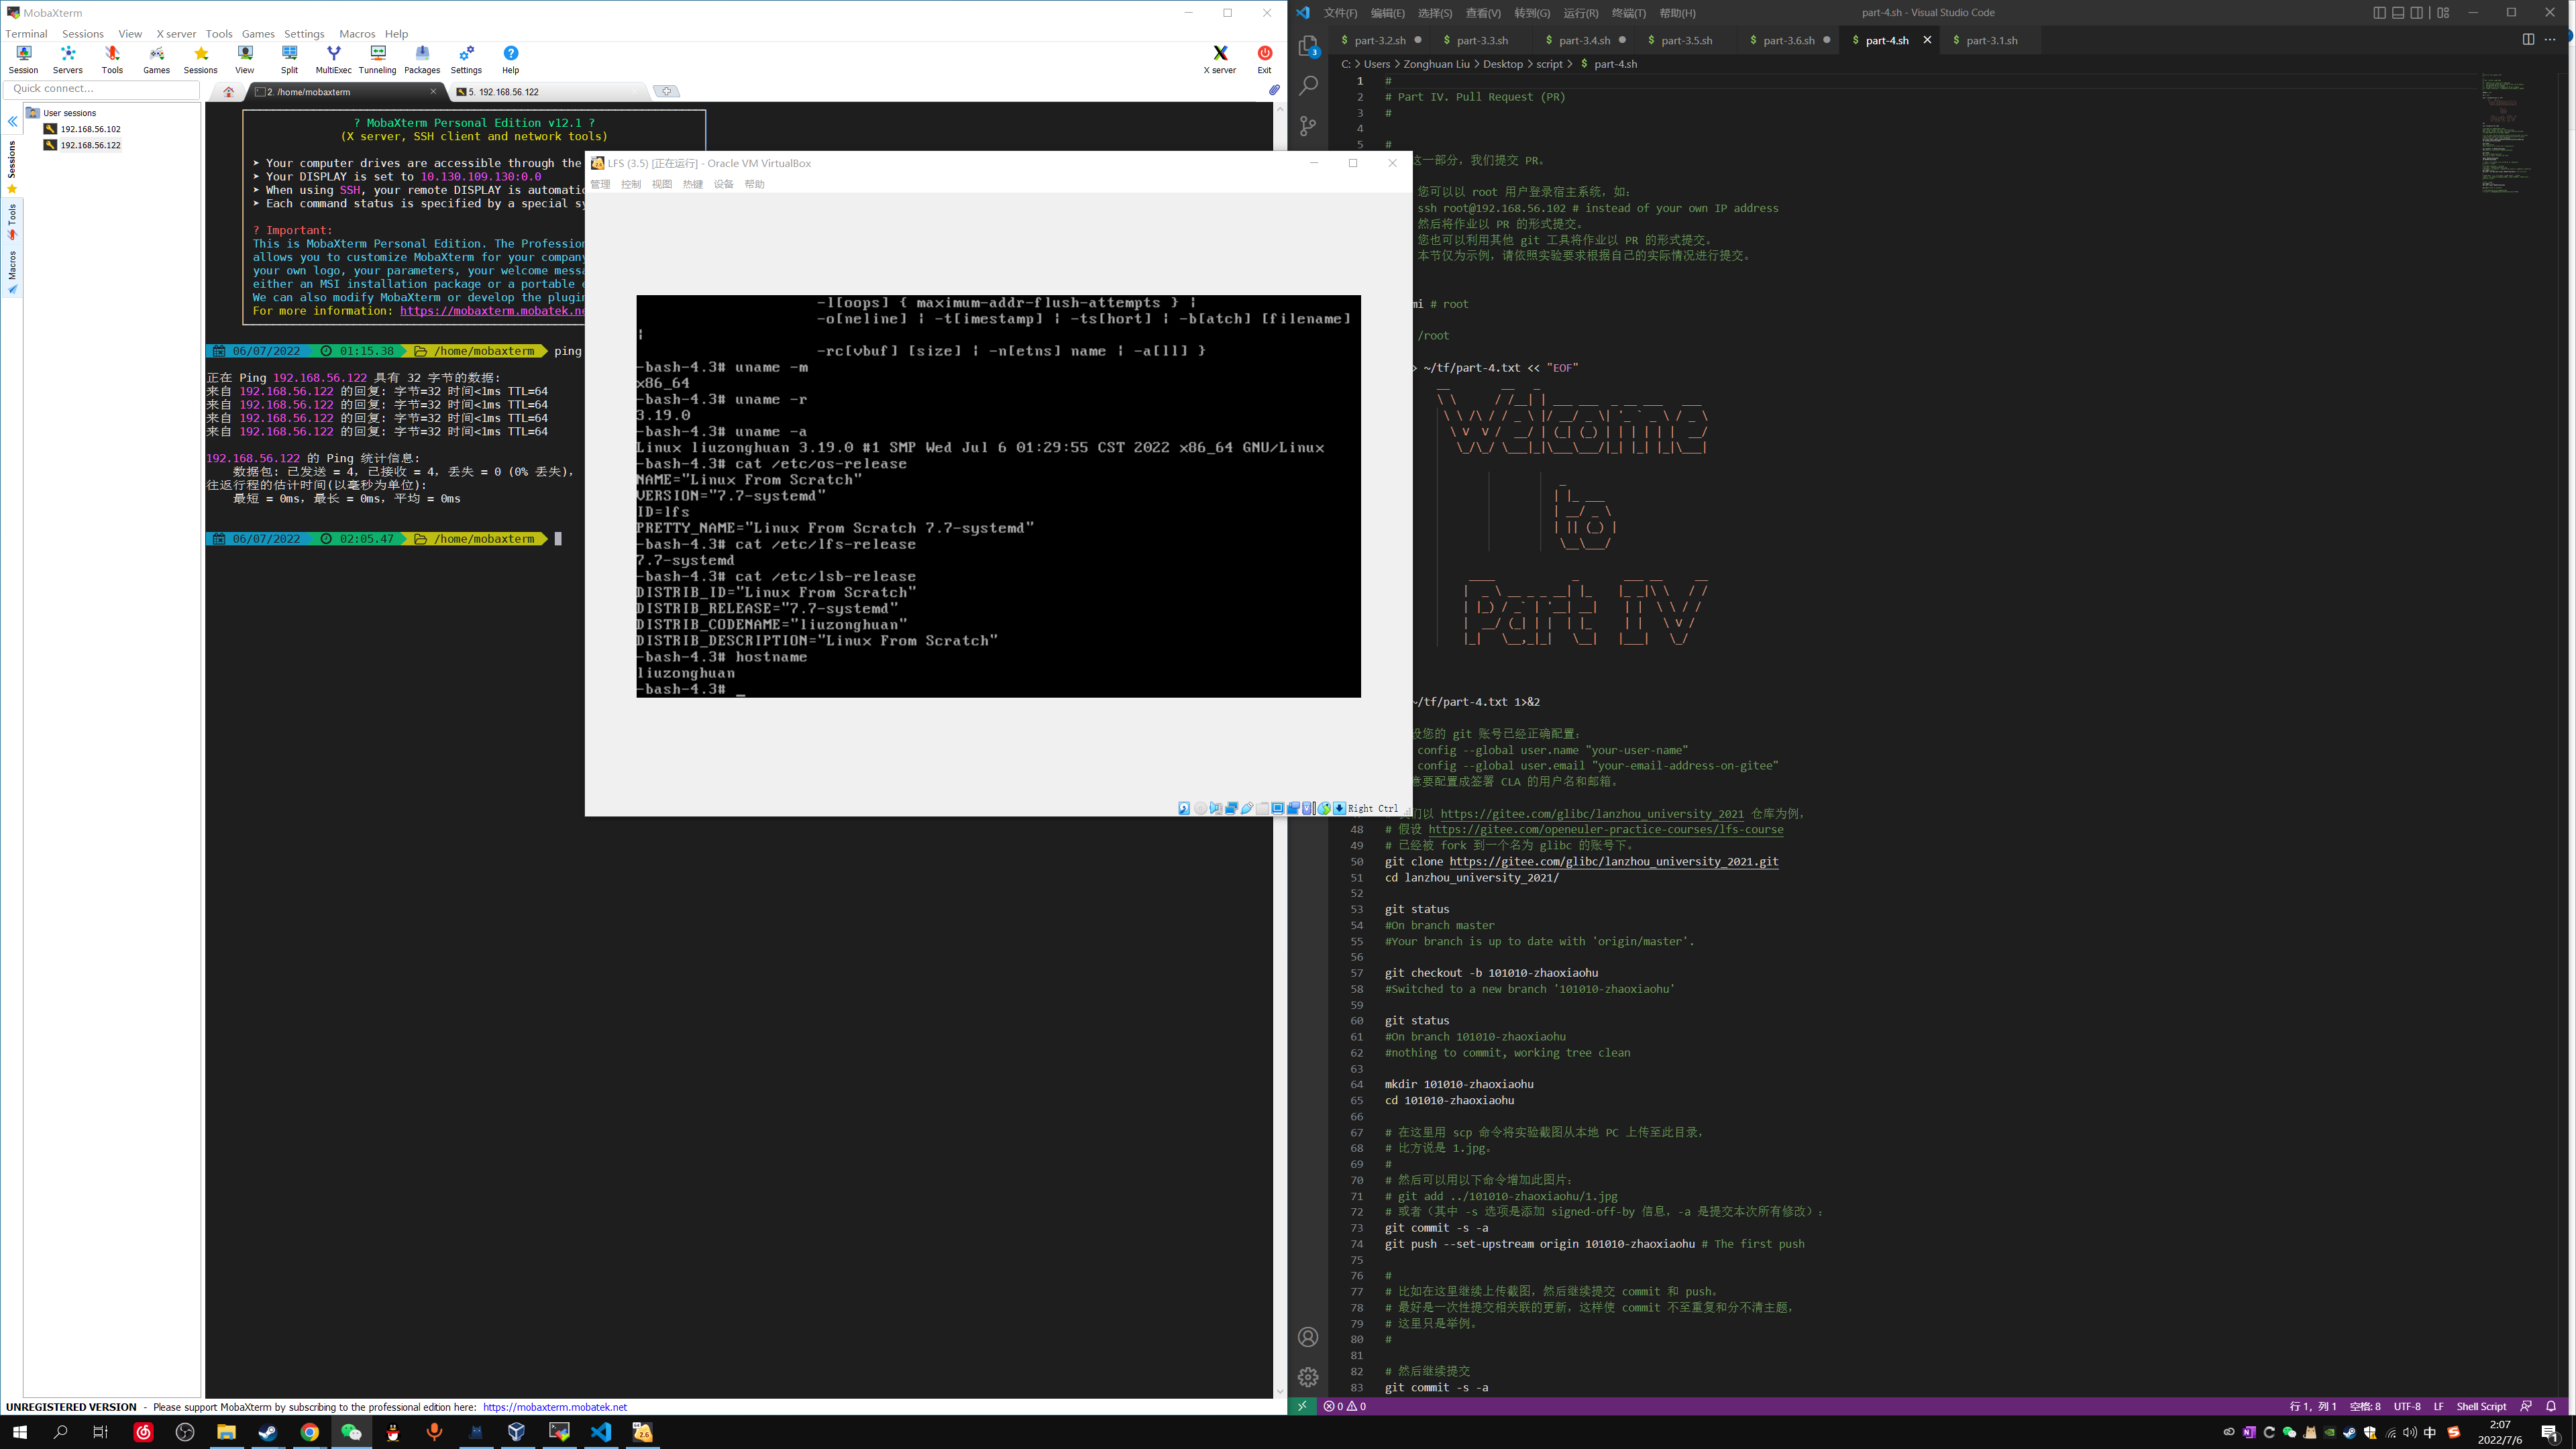 MobaXterm
Terminal Sessions View X server Tools Games Settings Macros Help
Session Servers Tools Games Sessions View Split MultiExec Tunneling Packages Settings Help X server Exit
Quick connect...
2. /home/mobaxterm
5. 192.168.56.122
User sessions
192.168.56.102
192.168.56.122
Sessions
Tools
Macros
? MobaXterm Personal Edition v12.1 ?
(X server, SSH client and network tools)
➤ Your computer drives are accessible through the
➤ Your DISPLAY is set to 10.130.109.130:0.0
➤ When using SSH, your remote DISPLAY is automatic
➤ Each command status is specified by a special sy
? Important:
This is MobaXterm Personal Edition. The Profession
allows you to customize MobaXterm for your company
your own logo, your parameters, your welcome messa
either an MSI installation package or a portable e
We can also modify MobaXterm or develop the plugin
For more information: https://mobaxterm.mobatek.ne
06/07/2022 01:15.38 /home/mobaxterm ping
正在 Ping 192.168.56.122 具有 32 字节的数据:
来自 192.168.56.122 的回复: 字节=32 时间<1ms TTL=64
来自 192.168.56.122 的回复: 字节=32 时间<1ms TTL=64
来自 192.168.56.122 的回复: 字节=32 时间<1ms TTL=64
来自 192.168.56.122 的回复: 字节=32 时间<1ms TTL=64
192.168.56.122 的 Ping 统计信息:
数据包: 已发送 = 4，已接收 = 4，丢失 = 0 (0% 丢失)，
往返行程的估计时间(以毫秒为单位):
最短 = 0ms，最长 = 0ms，平均 = 0ms
06/07/2022 02:05.47 /home/mobaxterm
UNREGISTERED VERSION - Please support MobaXterm by subscribing to the professional edition here: https://mobaxterm.mobatek.net
LFS (3.5) [正在运行] - Oracle VM VirtualBox
管理 控制 视图 热键 设备 帮助
-l[oops] { maximum-addr-flush-attempts } |
-o[neline] | -t[imestamp] | -ts[hort] | -b[atch] [filename]
|
-rc[vbuf] [size] | -n[etns] name | -a[ll] }
-bash-4.3# uname -m
x86_64
-bash-4.3# uname -r
3.19.0
-bash-4.3# uname -a
Linux liuzonghuan 3.19.0 #1 SMP Wed Jul 6 01:29:55 CST 2022 x86_64 GNU/Linux
-bash-4.3# cat /etc/os-release
NAME="Linux From Scratch"
VERSION="7.7-systemd"
ID=lfs
PRETTY_NAME="Linux From Scratch 7.7-systemd"
-bash-4.3# cat /etc/lfs-release
7.7-systemd
-bash-4.3# cat /etc/lsb-release
DISTRIB_ID="Linux From Scratch"
DISTRIB_RELEASE="7.7-systemd"
DISTRIB_CODENAME="liuzonghuan"
DISTRIB_DESCRIPTION="Linux From Scratch"
-bash-4.3# hostname
liuzonghuan
-bash-4.3# _
Right Ctrl
文件(F) 编辑(E) 选择(S) 查看(V) 转到(G) 运行(R) 终端(T) 帮助(H)
part-4.sh - Visual Studio Code
3
part-3.2.sh part-3.3.sh part-3.4.sh part-3.5.sh part-3.6.sh part-4.sh part-3.1.sh
C: > Users > Zonghuan Liu > Desktop > script > $ part-4.sh
1 #
2 # Part IV. Pull Request (PR)
3 #
4
#
这一部分，我们提交 PR。
您可以以 root 用户登录宿主系统，如：
ssh root@192.168.56.102 # instead of your own IP address
然后将作业以 PR 的形式提交。
您也可以利用其他 git 工具将作业以 PR 的形式提交。
本节仅为示例，请依照实验要求根据自己的实际情况进行提交。
mi # root
/root
> ~/tf/part-4.txt << "EOF"
Welcome
to
Part IV
~/tf/part-4.txt 1>&2
设您的 git 账号已经正确配置：
config --global user.name "your-user-name"
config --global user.email "your-email-address-on-gitee"
意要配置成签署 CLA 的用户名和邮箱。
们以 https://gitee.com/glibc/lanzhou_university_2021 仓库为例，
48 # 假设 https://gitee.com/openeuler-practice-courses/lfs-course
49 # 已经被 fork 到一个名为 glibc 的账号下。
50 git clone https://gitee.com/glibc/lanzhou_university_2021.git
51 cd lanzhou_university_2021/
52
53 git status
54 #On branch master
55 #Your branch is up to date with 'origin/master'.
56
57 git checkout -b 101010-zhaoxiaohu
58 #Switched to a new branch '101010-zhaoxiaohu'
59
60 git status
61 #On branch 101010-zhaoxiaohu
62 #nothing to commit, working tree clean
63
64 mkdir 101010-zhaoxiaohu
65 cd 101010-zhaoxiaohu
66
67 # 在这里用 scp 命令将实验截图从本地 PC 上传至此目录，
68 # 比方说是 1.jpg。
69 #
70 # 然后可以用以下命令增加此图片：
71 # git add ../101010-zhaoxiaohu/1.jpg
72 # 或者（其中 -s 选项是添加 signed-off-by 信息，-a 是提交本次所有修改）：
73 git commit -s -a
74 git push --set-upstream origin 101010-zhaoxiaohu # The first push
75
76 #
77 # 比如在这里继续上传截图，然后继续提交 commit 和 push。
78 # 最好是一次性提交相关联的更新，这样使 commit 不至重复和分不清主题，
79 # 这里只是举例。
80 #
81
82 # 然后继续提交
83 git commit -s -a
0 0
行 1，列 1 空格: 8 UTF-8 LF Shell Script
2.6
中
2:07
2022/7/6
1